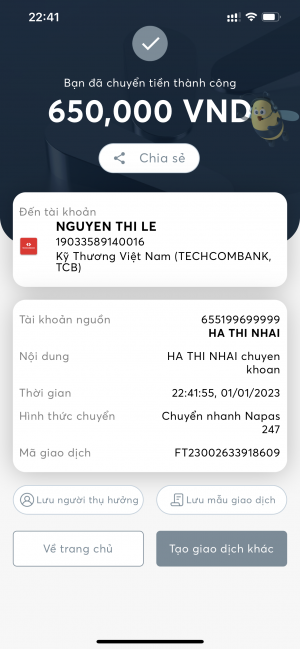 22:41
Bạn đã chuyển tiền thành công
650,000 VND
Chia sẻ
Đến tài khoản
NGUYEN THI LE
19033589140016
Kỹ Thương Việt Nam (TECHCOMBANK,
TCB)
Tài khoản nguồn 655199699999
HA THI NHAI
Nội dung HA THI NHAI chuyen
khoan
Thời gian 22:41:55, 01/01/2023
Hình thức chuyển Chuyển nhanh Napas
247
Mã giao dịch FT23002633918609
Lưu người thụ hưởng Lưu mẫu giao dịch
Về trang chủ Tạo giao dịch khác